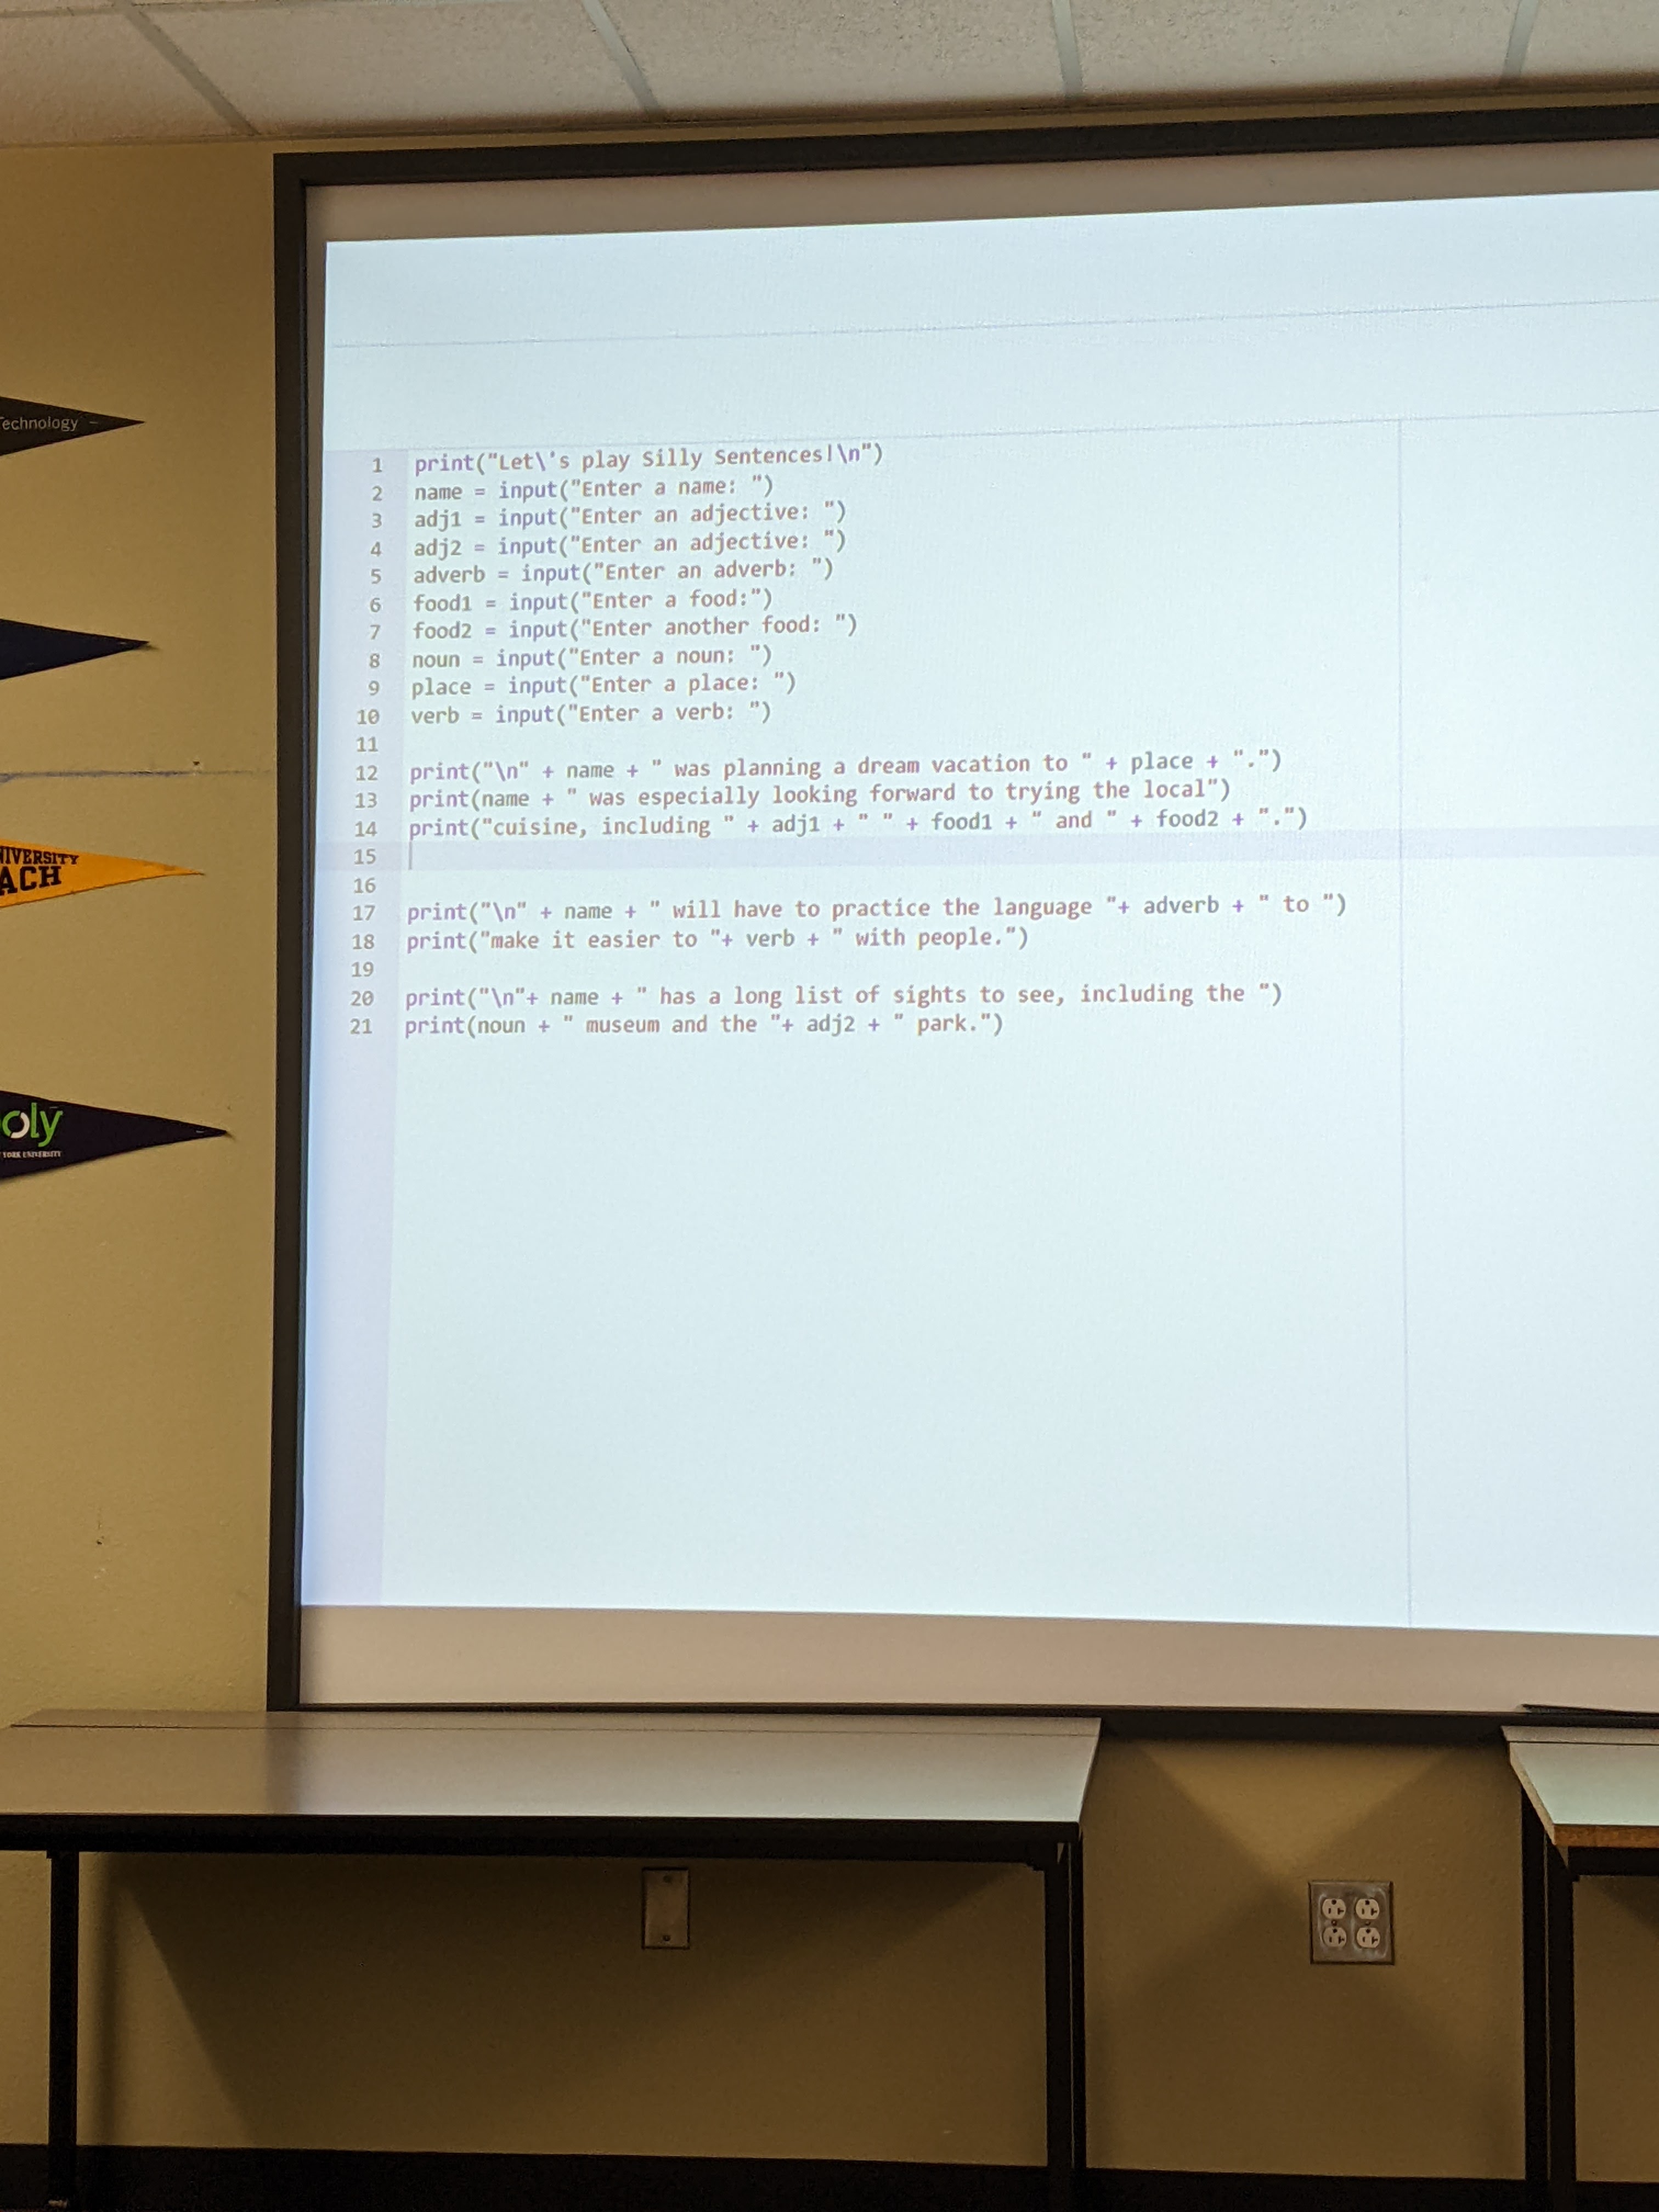 Technology
UNIVERSITY
ACH
oly
YORK UNIVERSITY
1 print("Let\'s play Silly Sentences!\n")
2 name = input("Enter a name: ")
3 adj1 = input("Enter an adjective: ")
4 adj2 = input("Enter an adjective: ")
5 adverb = input("Enter an adverb: ")
6 food1 = input("Enter a food:")
7 food2 = input("Enter another food: ")
8 noun = input("Enter a noun: ")
9 place = input("Enter a place: ")
10 verb = input("Enter a verb: ")
11
12 print("\n" + name + " was planning a dream vacation to " + place + ".")
13 print(name + " was especially looking forward to trying the local")
14 print("cuisine, including " + adj1 + " " + food1 + " and " + food2 + ".")
15
16
17 print("\n" + name + " will have to practice the language "+ adverb + " to ")
18 print("make it easier to "+ verb + " with people.")
19
20 print("\n"+ name + " has a long list of sights to see, including the ")
21 print(noun + " museum and the "+ adj2 + " park.")